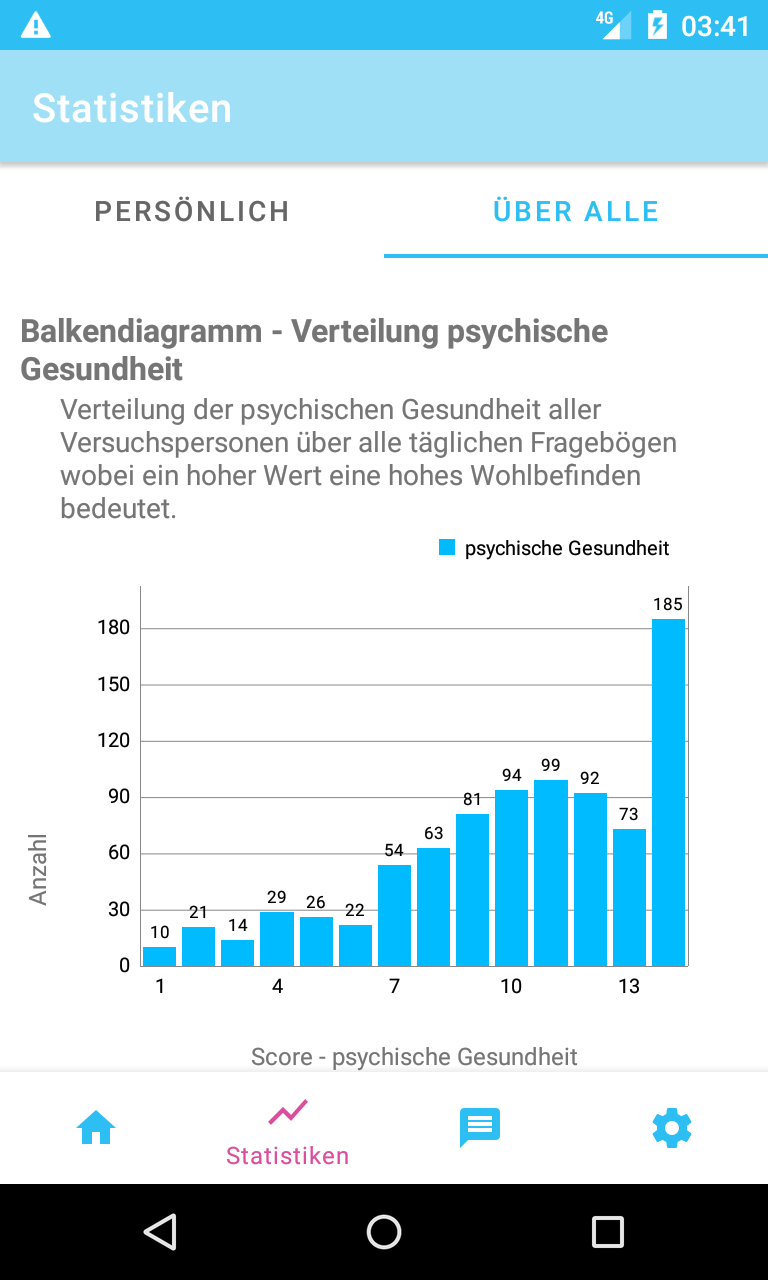 4G 03:41
Statistiken
PERSÖNLICH ÜBER ALLE
Balkendiagramm - Verteilung psychische
Gesundheit
Verteilung der psychischen Gesundheit aller
Versuchspersonen über alle täglichen Fragebögen
wobei ein hoher Wert eine hohes Wohlbefinden
bedeutet.
psychische Gesundheit
185
180
150
120
99
94 92
90
81
73
63
60
54
Anzahl
30
29
26
22
21
14
10
0
1 4 7 10 13
Score - psychische Gesundheit
Statistiken